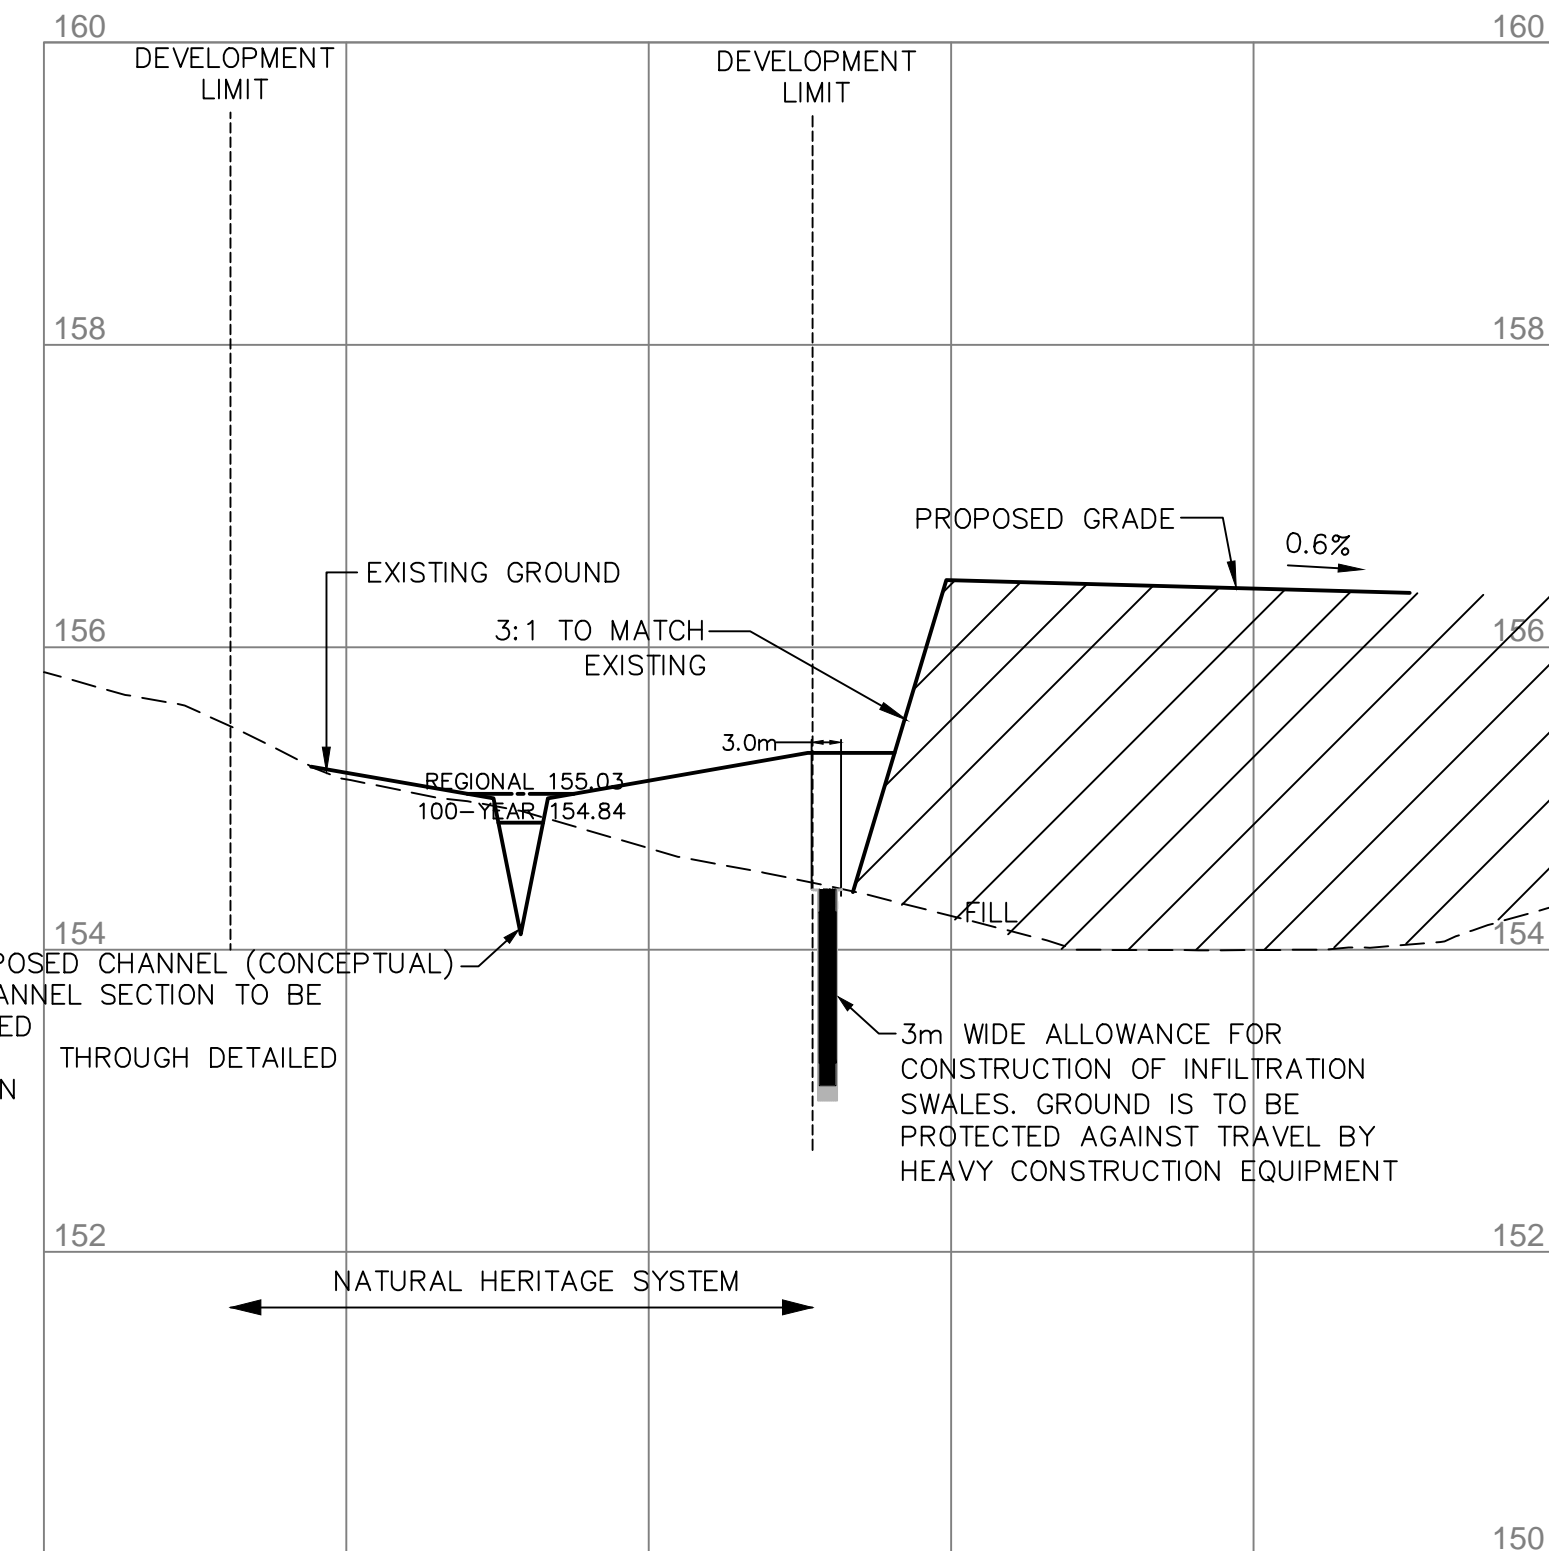 160
160
DEVELOPMENT
LIMIT
DEVELOPMENT
LIMIT
158
158
PROPOSED GRADE
0.6%
EXISTING GROUND
3:1 TO MATCH
EXISTING
156
3.0m
REGIONAL 155.03
100-YEAR 154.84
FILL
154
154
POSED CHANNEL (CONCEPTUAL)
ANNEL SECTION TO BE
ED
THROUGH DETAILED
N
3m WIDE ALLOWANCE FOR
CONSTRUCTION OF INFILTRATION
SWALES. GROUND IS TO BE
PROTECTED AGAINST TRAVEL BY
HEAVY CONSTRUCTION EQUIPMENT
156
152
152
NATURAL HERITAGE SYSTEM
150